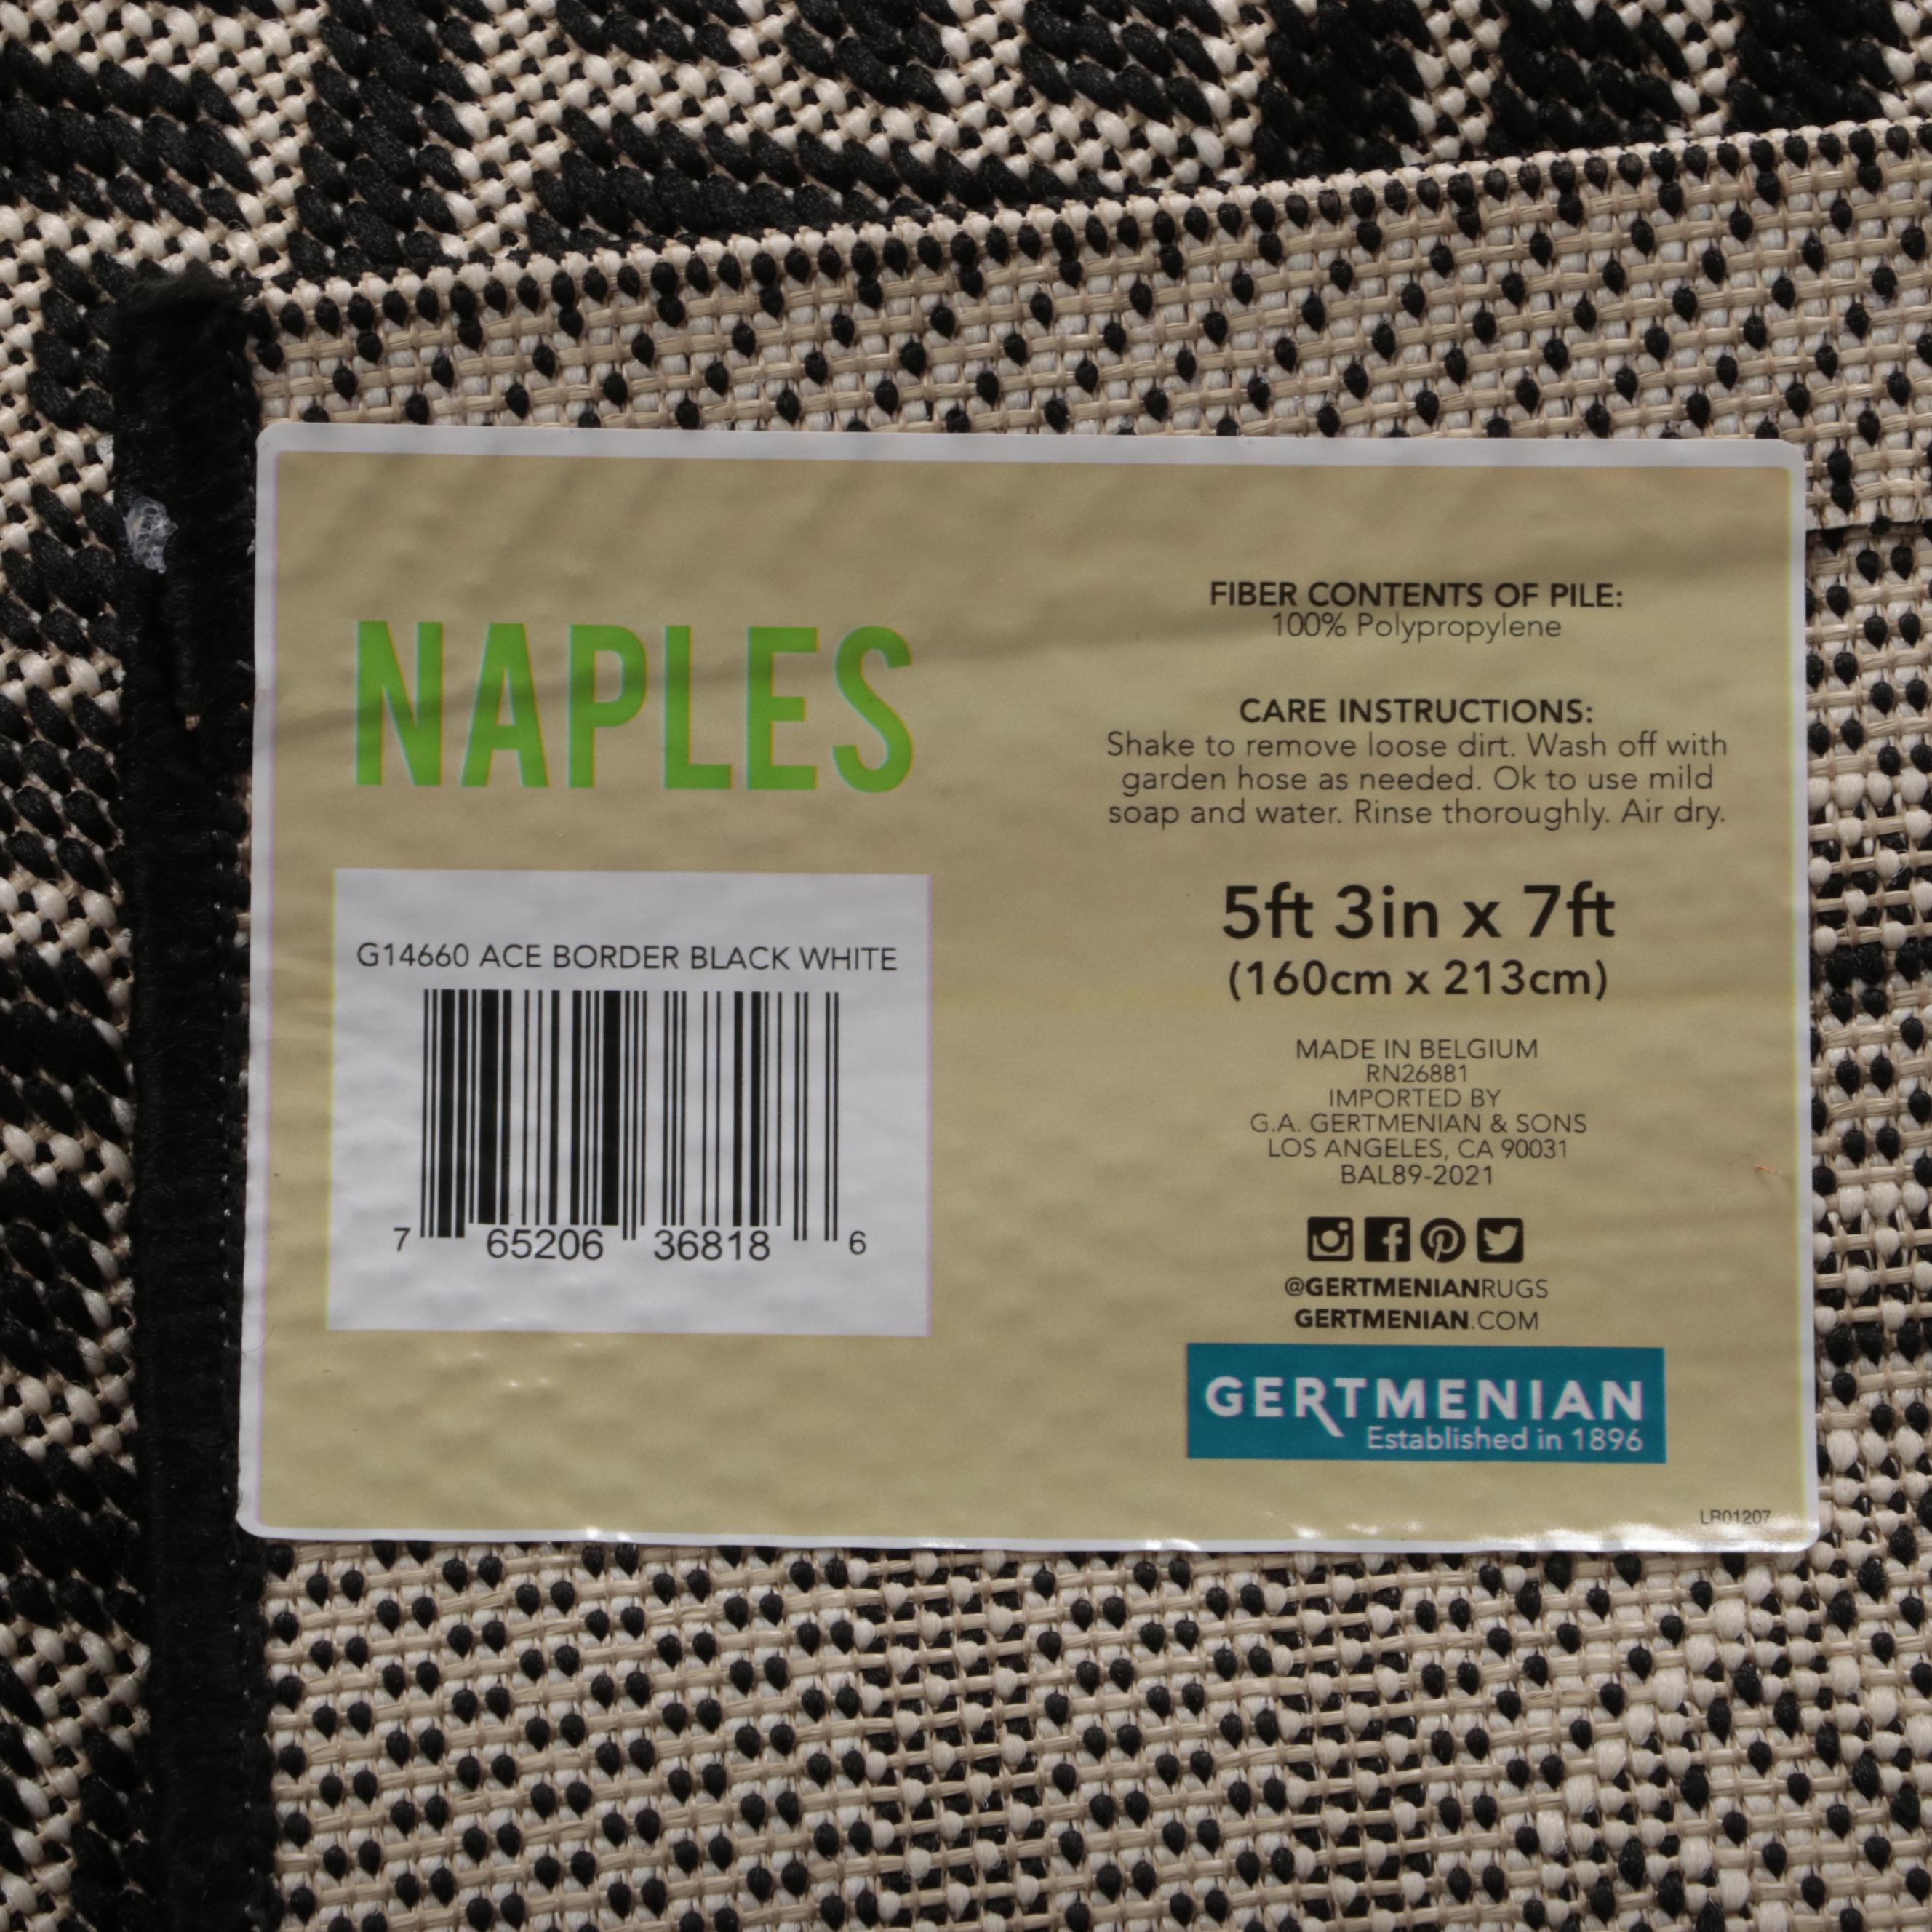 NAPLES
G14660 ACE BORDER BLACK WHITE
7 65206 36818 6
FIBER CONTENTS OF PILE:
100% Polypropylene
CARE INSTRUCTIONS:
Shake to remove loose dirt. Wash off with
garden hose as needed. Ok to use mild
soap and water. Rinse thoroughly. Air dry.
5ft 3in x 7ft
(160cm x 213cm)
MADE IN BELGIUM
RN26881
IMPORTED BY
G.A. GERTMENIAN & SONS
LOS ANGELES, CA 90031
BAL89-2021
@GERTMENIANRUGS
GERTMENIAN.COM
GERTMENIAN
Established in 1896
LR01207